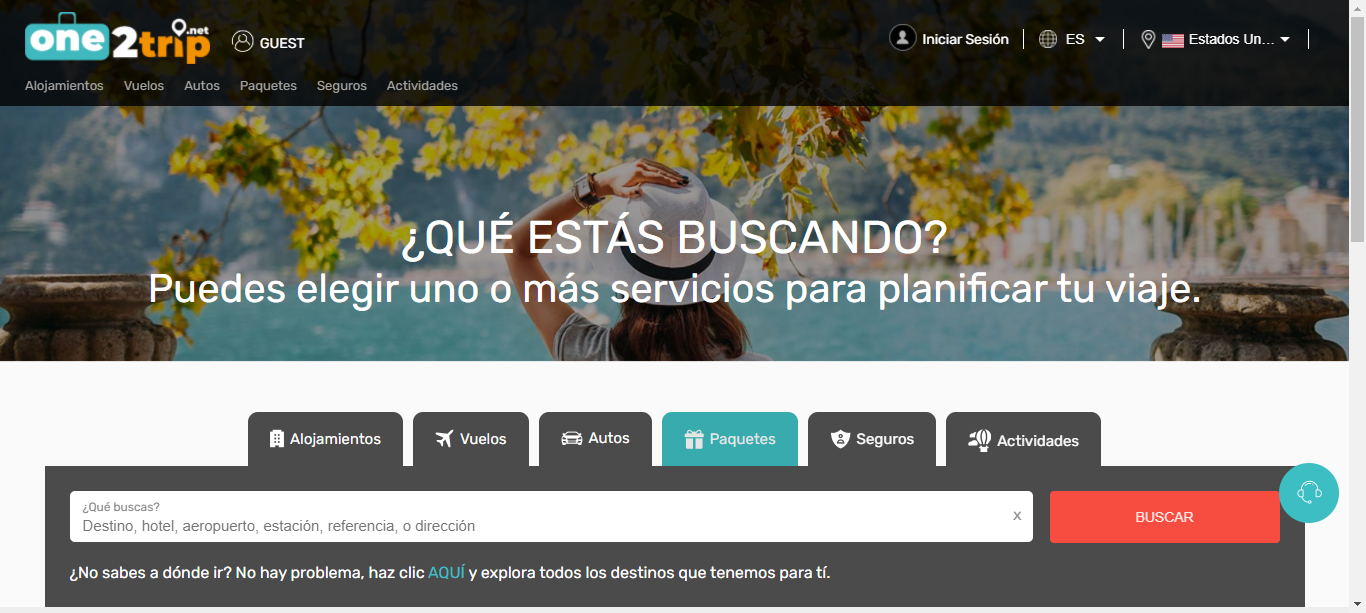 one2trip.net
GUEST
Iniciar Sesión
ES
Estados Un...
Alojamientos Vuelos Autos Paquetes Seguros Actividades
¿QUÉ ESTÁS BUSCANDO?
Puedes elegir uno o más servicios para planificar tu viaje.
Alojamientos Vuelos Autos Paquetes Seguros Actividades
¿Qué buscas?
Destino, hotel, aeropuerto, estación, referencia, o dirección
x
BUSCAR
¿No sabes a dónde ir? No hay problema, haz clic AQUÍ y explora todos los destinos que tenemos para tí.